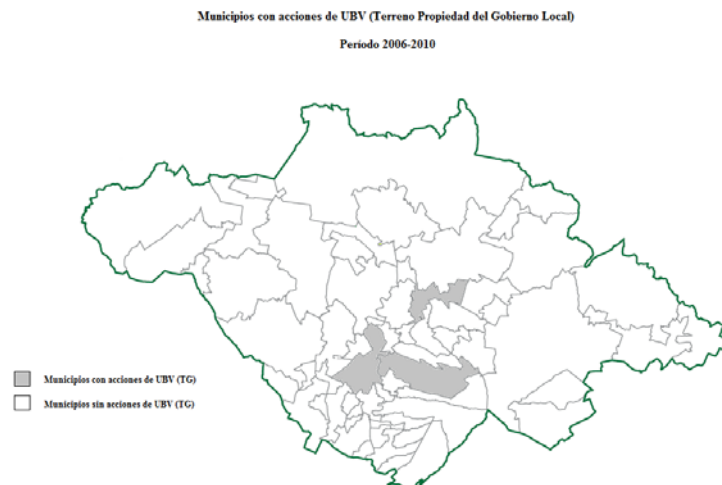 Municipios con acciones de UBV (Terreno Propiedad del Gobierno Local)
Período 2006-2010
Municipios con acciones de UBV (TG)
Municipios sin acciones de UBV (TG)